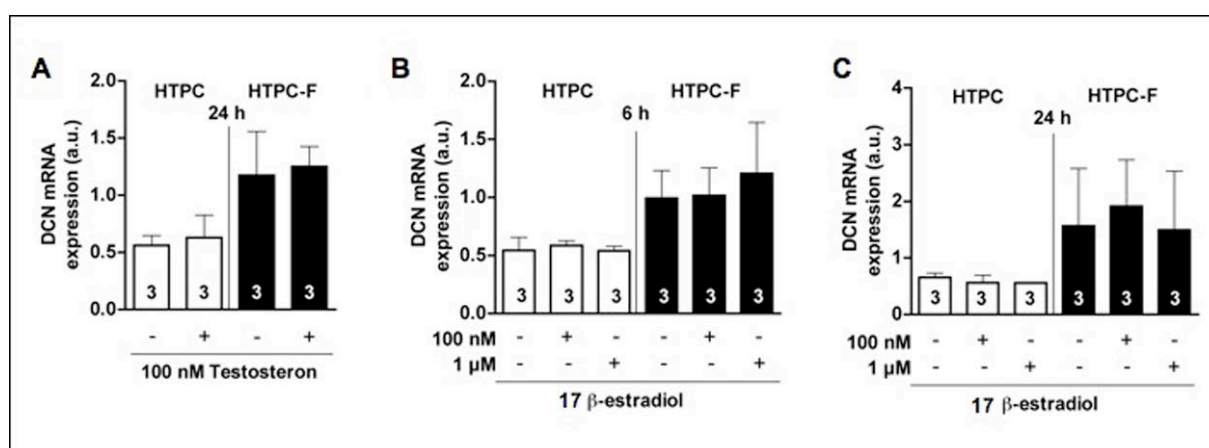 A
DCN mRNA
expression (a.u.)
2.0
1.5
1.0
0.5
0.0
HTPC
24 h
HTPC-F
3 3 3 3
- + - +
100 nM Testosteron
B
DCN mRNA
expression (a.u.)
2.0
1.5
1.0
0.5
0.0
HTPC
6 h
HTPC-F
3 3 3 3 3 3
100 nM - + - - + -
1 µM - - + - - +
17 β-estradiol
C
DCN mRNA
expression (a.u.)
4
3
2
1
0
HTPC
24 h
HTPC-F
3 3 3 3 3 3
100 nM - + - - + -
1 µM - - + - - +
17 β-estradiol